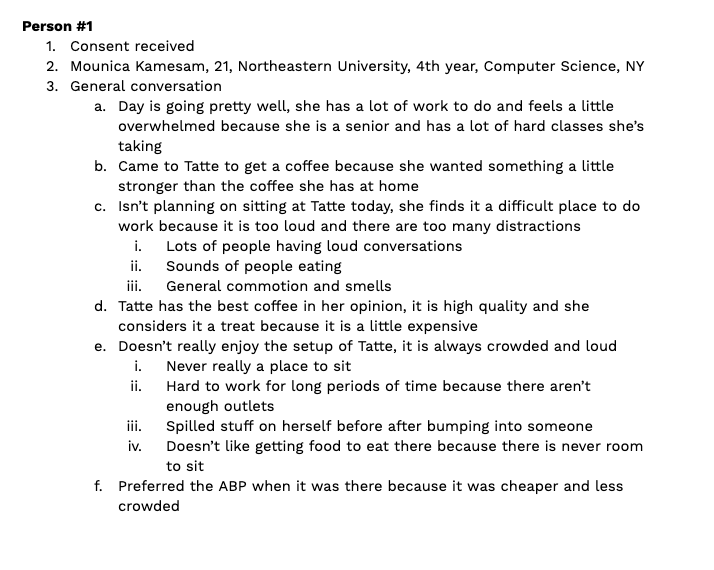 Person #1
1. Consent received
2. Mounica Kamesam, 21, Northeastern University, 4th year, Computer Science, NY
3. General conversation
a. Day is going pretty well, she has a lot of work to do and feels a little
overwhelmed because she is a senior and has a lot of hard classes she's
taking
b. Came to Tatte to get a coffee because she wanted something a little
stronger than the coffee she has at home
c. Isn't planning on sitting at Tatte today, she finds it a difficult place to do
work because it is too loud and there are too many distractions
i. Lots of people having loud conversations
ii. Sounds of people eating
iii. General commotion and smells
d. Tatte has the best coffee in her opinion, it is high quality and she
considers it a treat because it is a little expensive
e. Doesn't really enjoy the setup of Tatte, it is always crowded and loud
i. Never really a place to sit
ii. Hard to work for long periods of time because there aren't
enough outlets
iii. Spilled stuff on herself before after bumping into someone
iv. Doesn't like getting food to eat there because there is never room
to sit
f. Preferred the ABP when it was there because it was cheaper and less
crowded